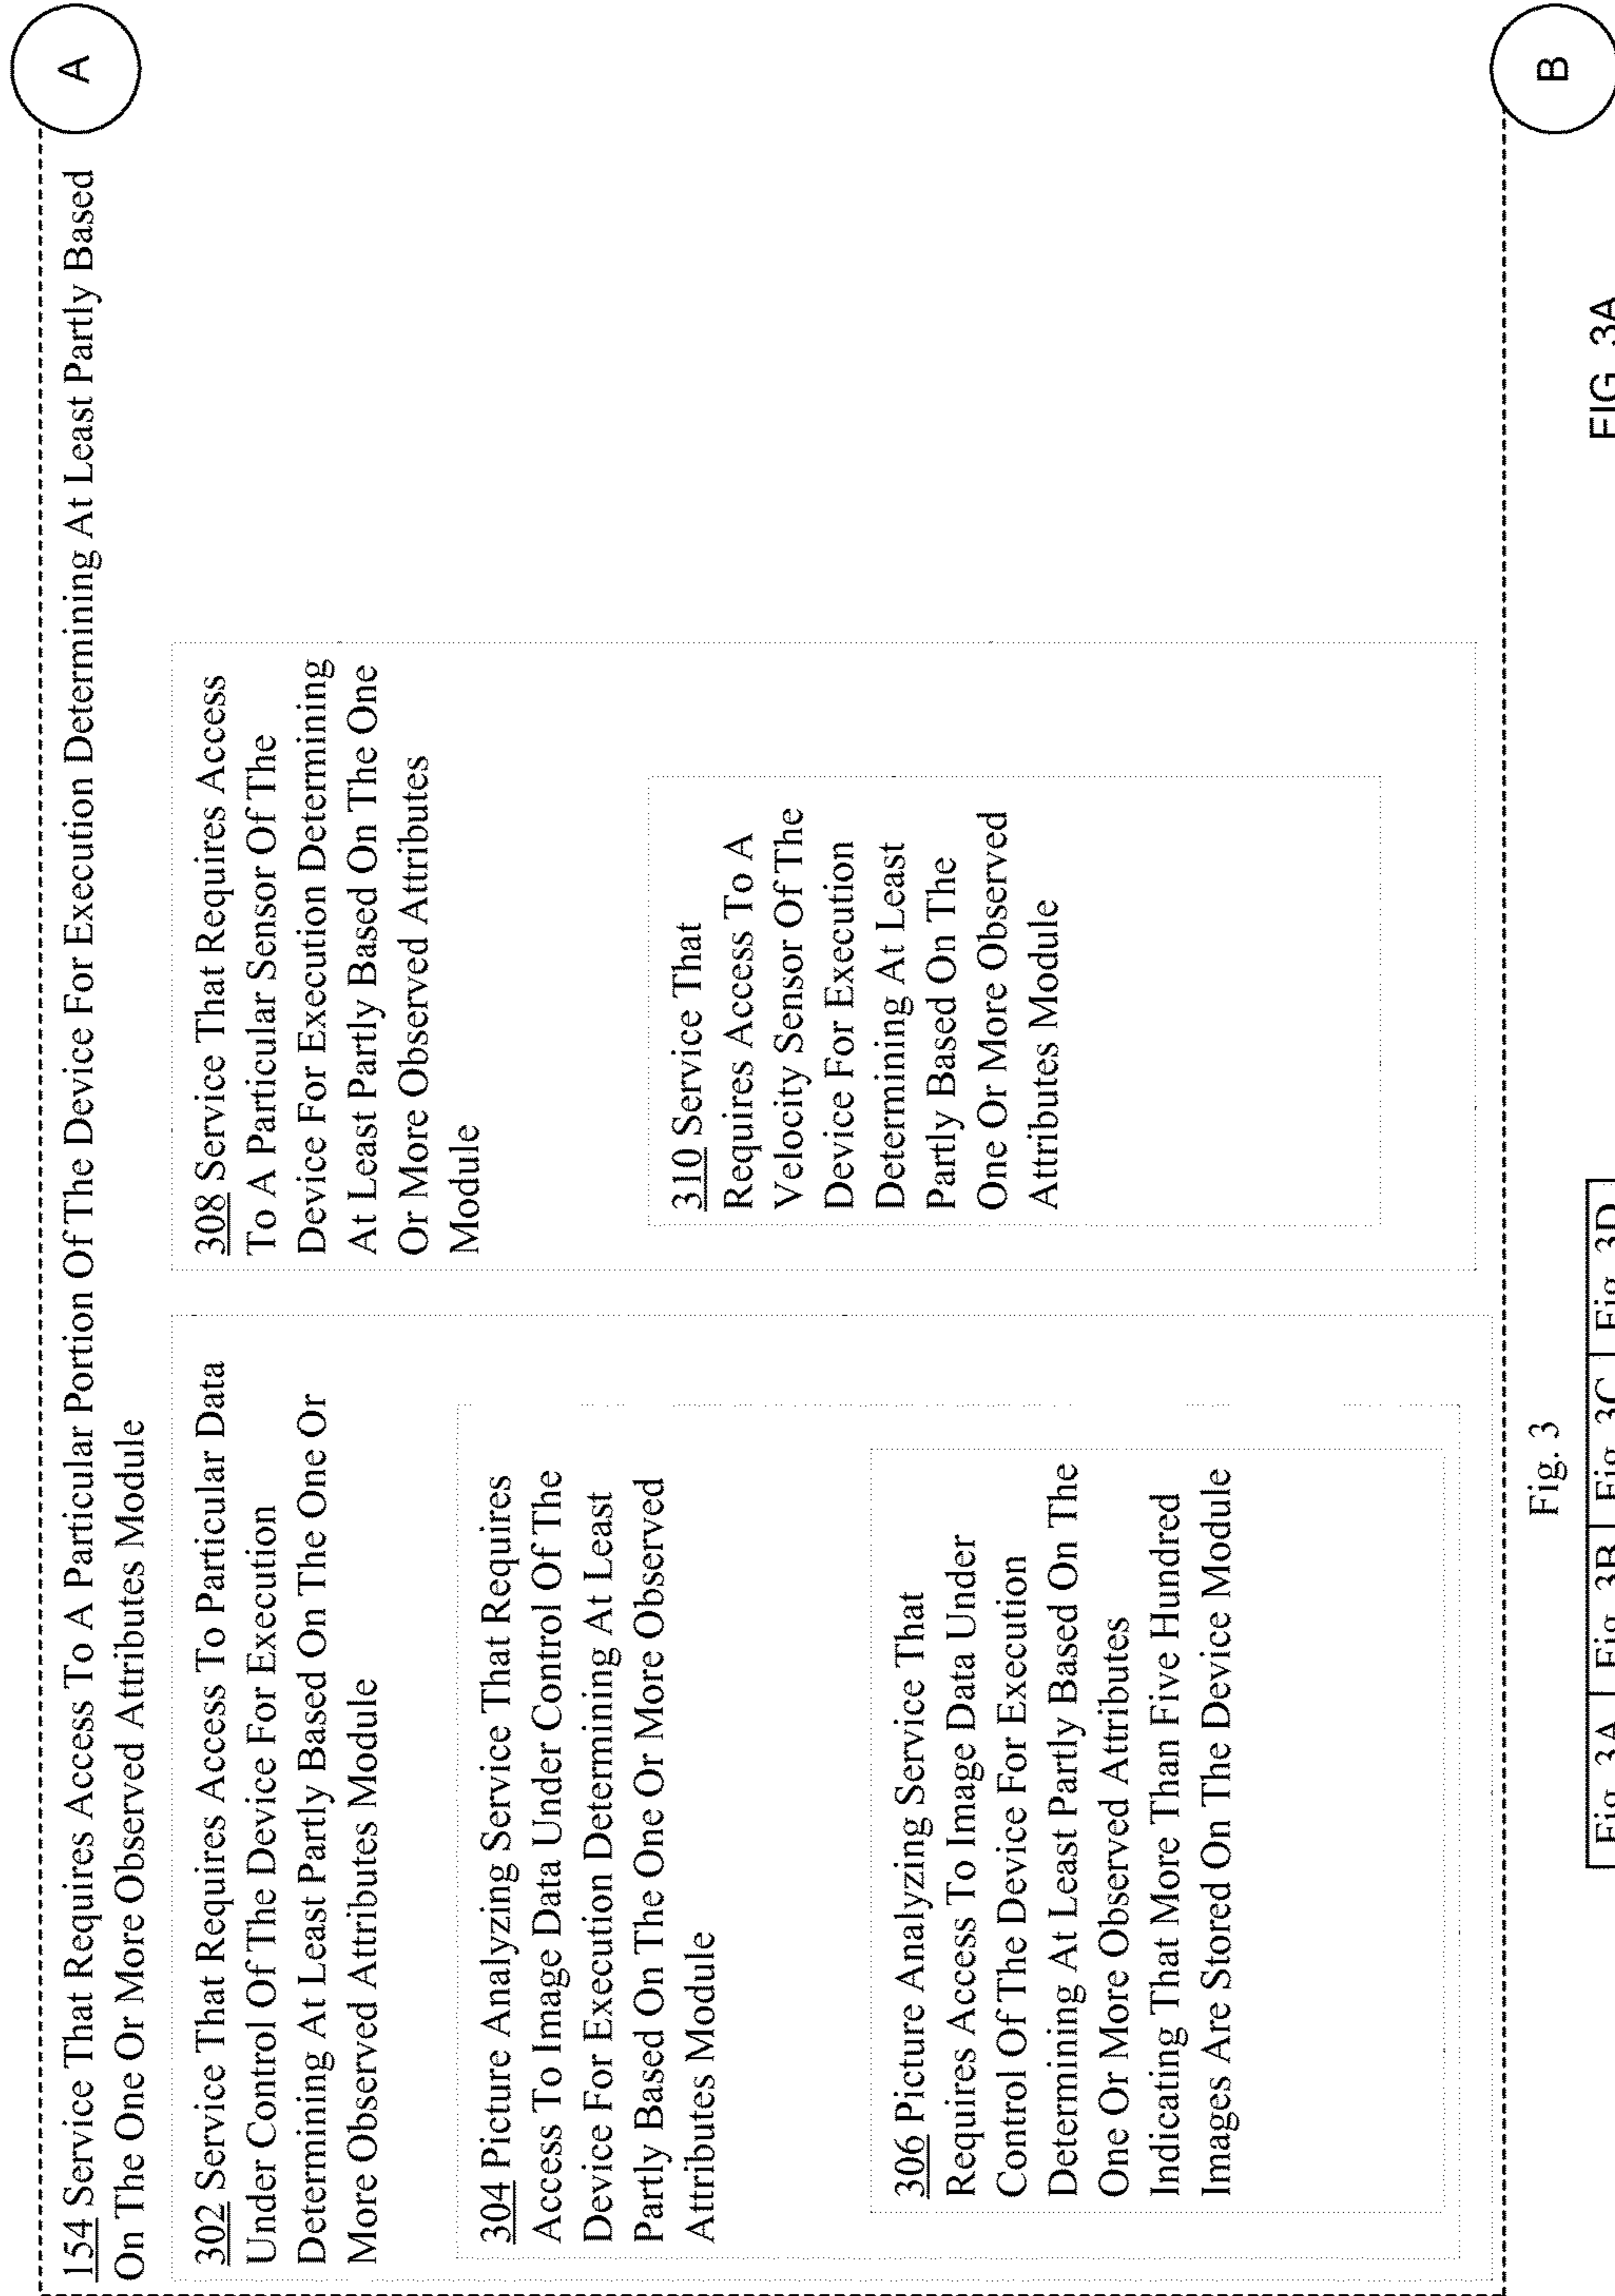 154 Service That Requires Access To A Particular Portion Of The Device For Execution Determining At Least Partly Based
On The One Or More Observed Attributes Module
A
302 Service That Requires Access To Particular Data
Under Control Of The Device For Execution
Determining At Least Partly Based On The One Or
More Observed Attributes Module
304 Picture Analyzing Service That Requires
Access To Image Data Under Control Of The
Device For Execution Determining At Least
Partly Based On The One Or More Observed
Attributes Module
306 Picture Analyzing Service That
Requires Access To Image Data Under
Control Of The Device For Execution
Determining At Least Partly Based On The
One Or More Observed Attributes
Indicating That More Than Five Hundred
Images Are Stored On The Device Module
308 Service That Requires Access
To A Particular Sensor Of The
Device For Execution Determining
At Least Partly Based On The One
Or More Observed Attributes
Module
310 Service That
Requires Access To A
Velocity Sensor Of The
Device For Execution
Determining At Least
Partly Based On The
One Or More Observed
Attributes Module
B
Fig. 3
Fig. 3A Fig. 3B Fig. 3C Fig. 3D
FIG. 3A